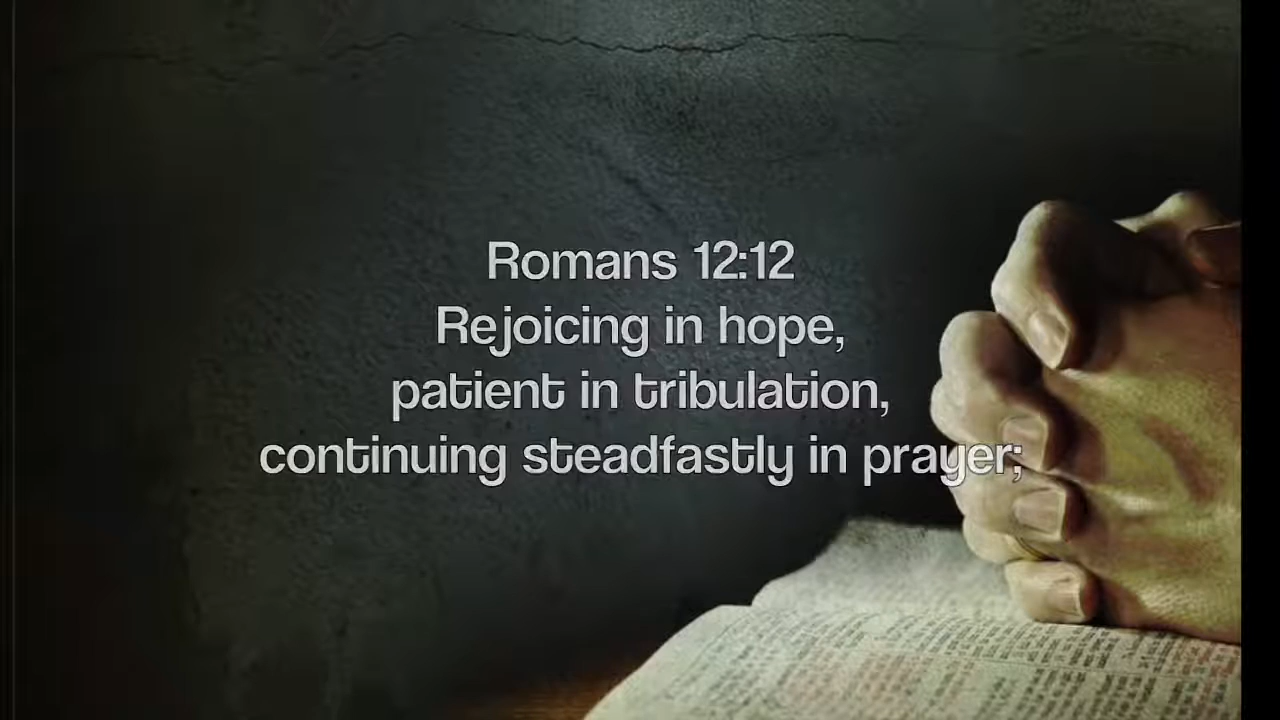 Romans 12:12
Rejoicing in hope,
patient in tribulation,
continuing steadfastly in prayer;